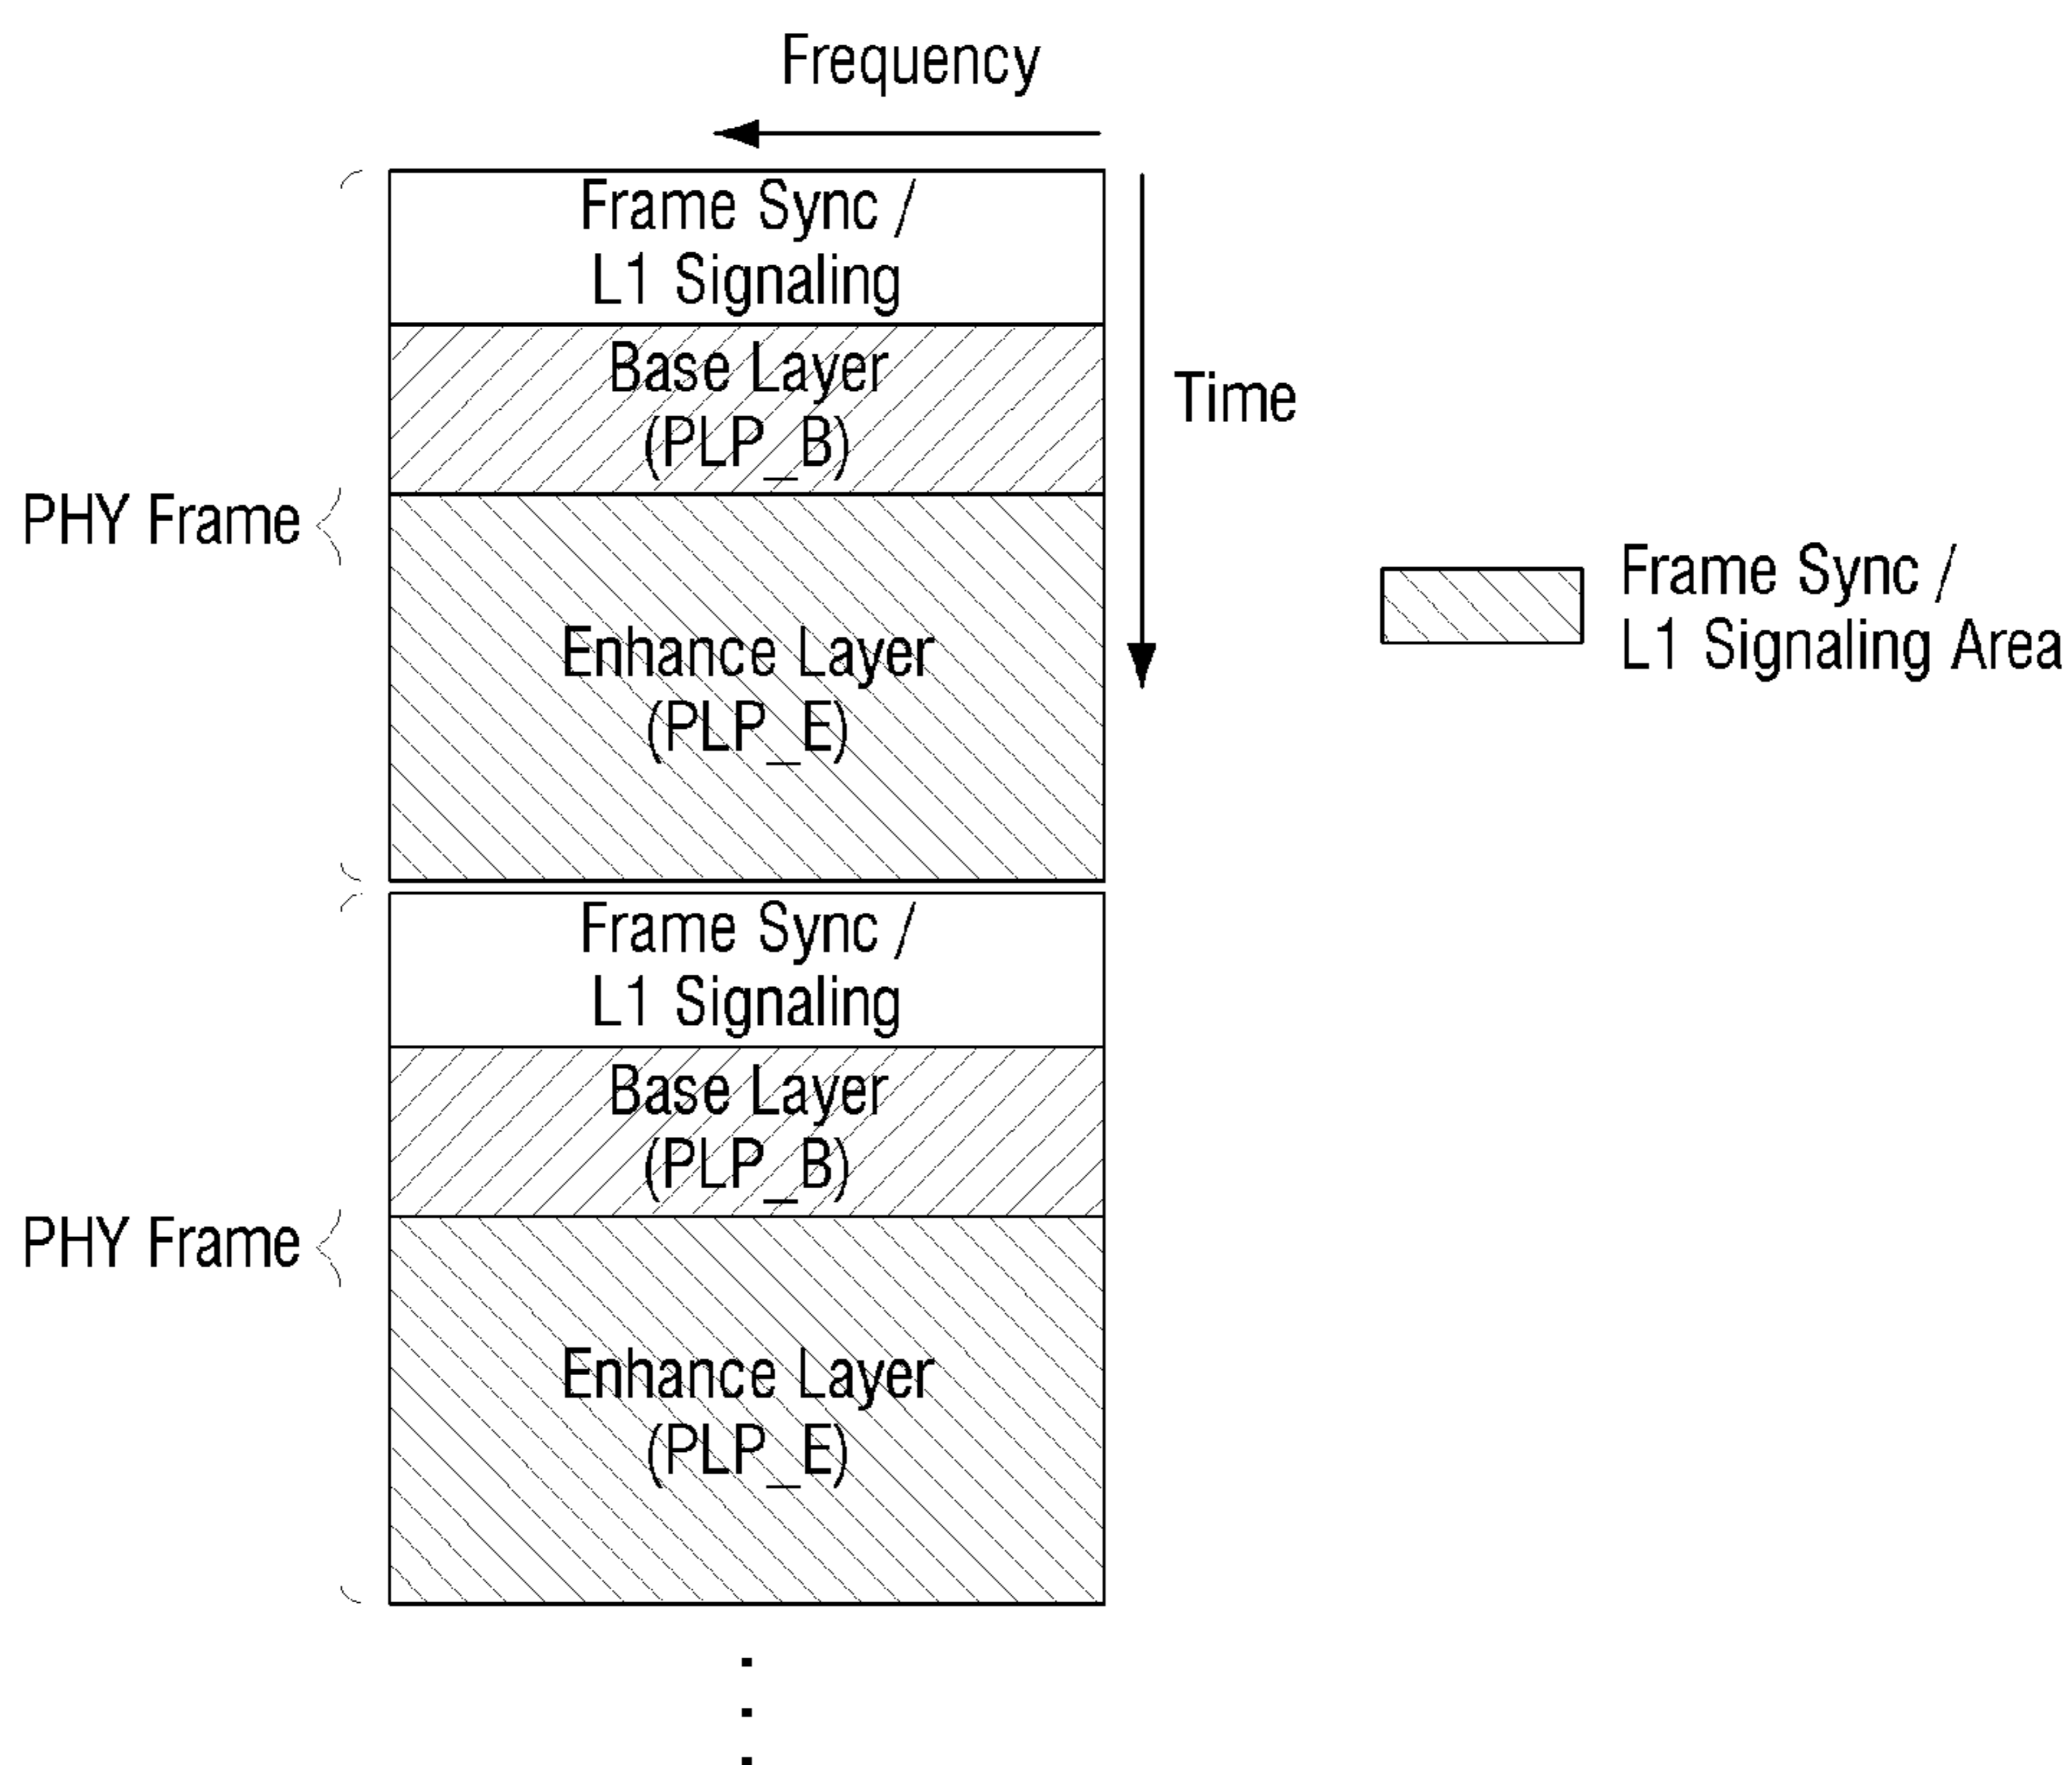 Frequency
Frame Sync /
L1 Signaling
Base Layer
(PLP_B)
Time
PHY Frame
Enhance Layer
(PLP_E)
Frame Sync /
L1 Signaling Area
Frame Sync /
L1 Signaling
Base Layer
(PLP_B)
PHY Frame
Enhance Layer
(PLP_E)